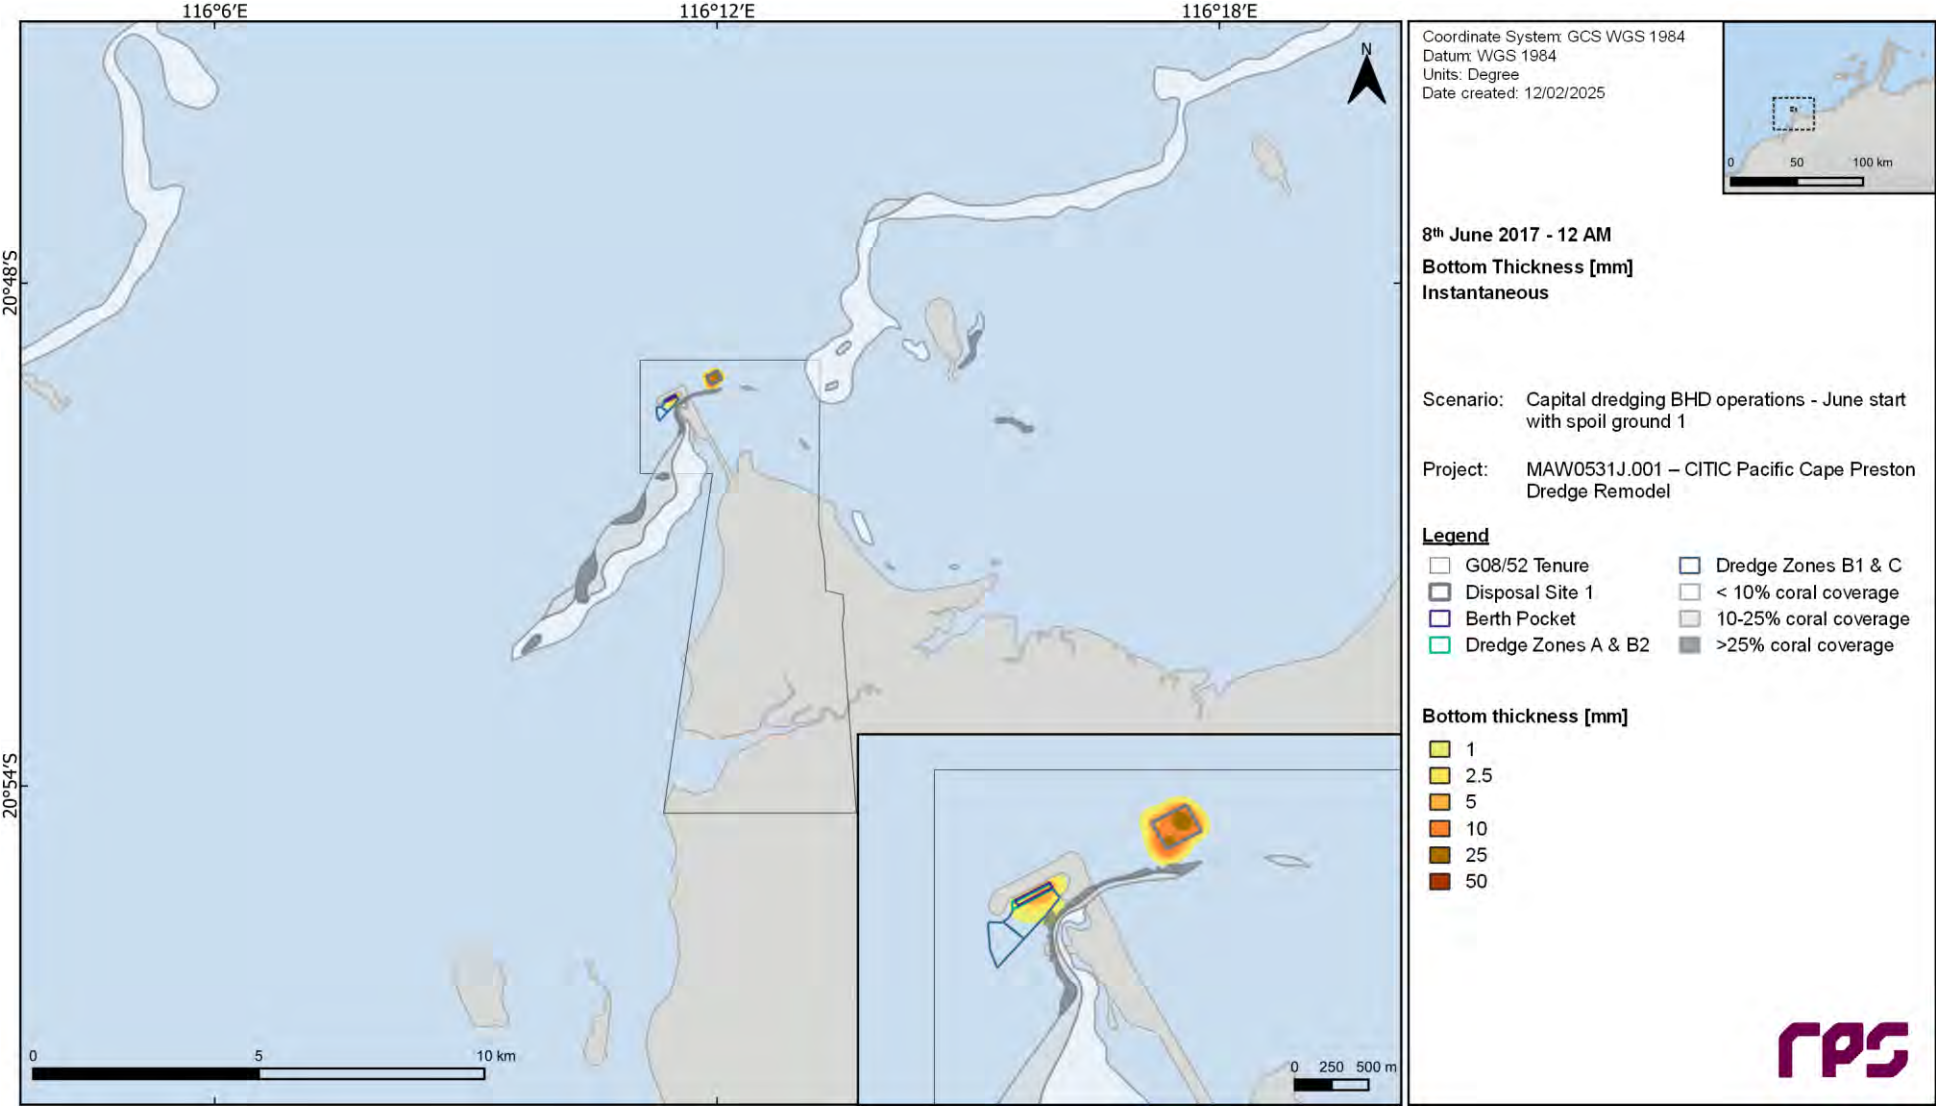 116°6′E 116°12′E 116°18′E
20°48′S
20°54′S
N
0 5 10 km
0 250 500 m
Coordinate System: GCS WGS 1984
Datum: WGS 1984
Units: Degree
Date created: 12/02/2025
0 50 100 km
8th June 2017 - 12 AM
Bottom Thickness [mm]
Instantaneous
Scenario: Capital dredging BHD operations - June start
with spoil ground 1
Project: MAW0531J.001 – CITIC Pacific Cape Preston
Dredge Remodel
Legend
G08/52 Tenure
Disposal Site 1
Berth Pocket
Dredge Zones A & B2
Dredge Zones B1 & C
< 10% coral coverage
10-25% coral coverage
>25% coral coverage
Bottom thickness [mm]
1
2.5
5
10
25
50
rps